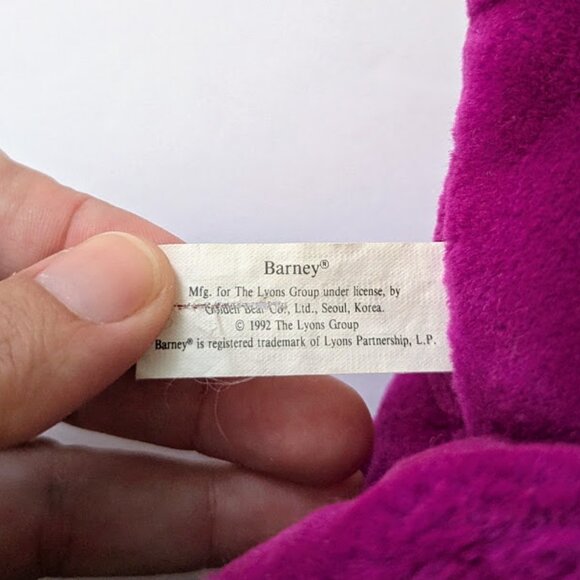 Barney®
Mfg. for The Lyons Group under license, by
Golden Bear Co., Ltd., Seoul, Korea.
© 1992 The Lyons Group
Barney® is registered trademark of Lyons Partnership, L.P.